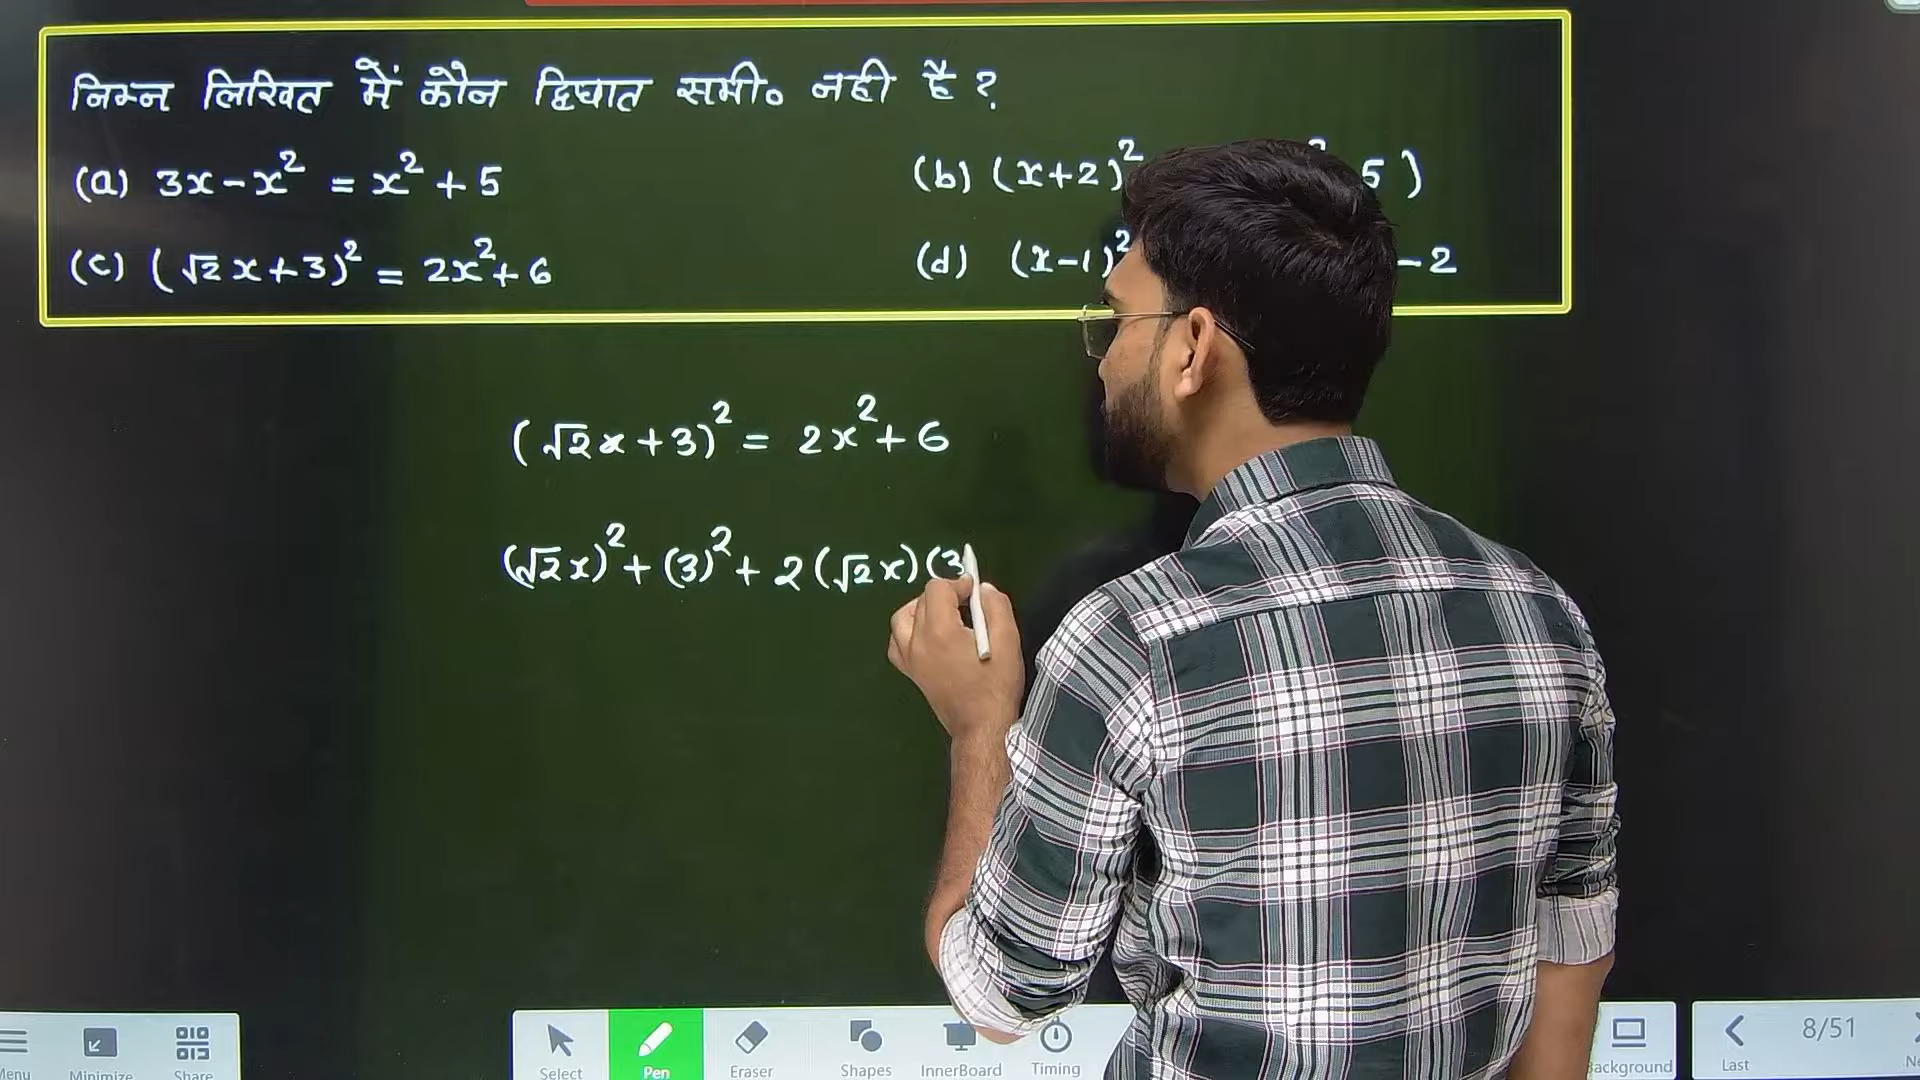 निम्न लिखित में कौन द्विघात समी० नही है ?
(a) 3x - x² = x² + 5
(b) (x+2)² 5 )
(c) (√2 x + 3)² = 2x² + 6
(d) (x-1)² - 2
(√2x + 3)² = 2x² + 6
(√2x)² + (3)² + 2(√2x)(3
Menu
Minimize
Share
Select
Pen
Eraser
Shapes
InnerBoard
Timing
Background
Last
8/51